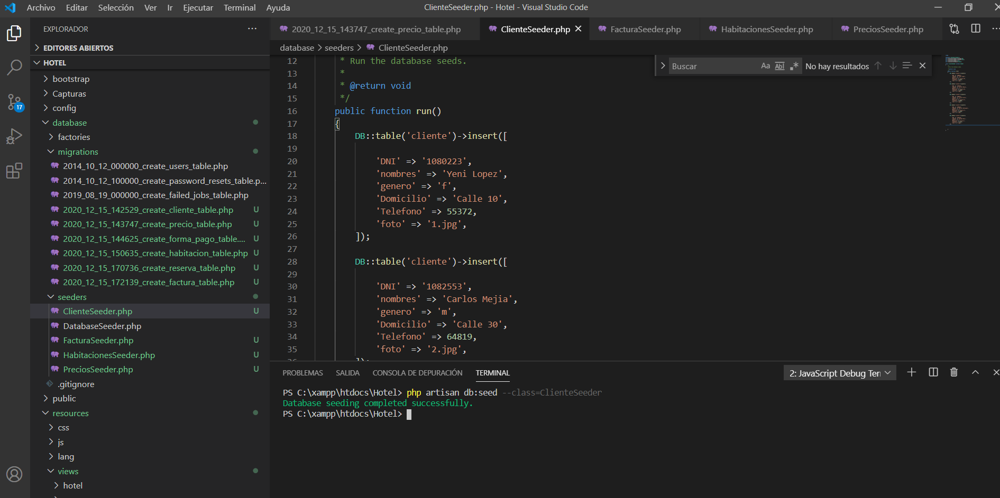 Archivo Editar Selección Ver Ir Ejecutar Terminal Ayuda
ClienteSeeder.php - Hotel - Visual Studio Code
EXPLORADOR
EDITORES ABIERTOS
HOTEL
bootstrap
Capturas
config
17
database
factories
migrations
2014_10_12_000000_create_users_table.php
2014_10_12_100000_create_password_resets_table.p...
2019_08_19_000000_create_failed_jobs_table.php
2020_12_15_142529_create_cliente_table.php U
2020_12_15_143747_create_precio_table.php U
2020_12_15_144625_create_forma_pago_table.... U
2020_12_15_150635_create_habitacion_table.php U
2020_12_15_170736_create_reserva_table.php U
2020_12_15_172139_create_factura_table.php U
seeders
ClienteSeeder.php U
DatabaseSeeder.php
FacturaSeeder.php U
HabitacionesSeeder.php U
PreciosSeeder.php U
.gitignore
public
resources
css
js
lang
views
hotel
2020_12_15_143747_create_precio_table.php ClienteSeeder.php FacturaSeeder.php HabitacionesSeeder.php PreciosSeeder.php
database > seeders > ClienteSeeder.php
Buscar Aa Abl .* No hay resultados
12 * Run the database seeds.
13 *
14 * @return void
15 */
16 public function run()
17 {
18 DB::table('cliente')->insert([
19
20 'DNI' => '1080223',
21 'nombres' => 'Yeni Lopez',
22 'genero' => 'f',
23 'Domicilio' => 'Calle 10',
24 'Telefono' => 55372,
25 'foto' => '1.jpg',
26 ]);
27
28 DB::table('cliente')->insert([
29
30 'DNI' => '1082553',
31 'nombres' => 'Carlos Mejia',
32 'genero' => 'm',
33 'Domicilio' => 'Calle 30',
34 'Telefono' => 64819,
35 'foto' => '2.jpg',
36 ]);
PROBLEMAS SALIDA CONSOLA DE DEPURACIÓN TERMINAL
2: JavaScript Debug Ter
PS C:\xampp\htdocs\Hotel> php artisan db:seed --class=ClienteSeeder
Database seeding completed successfully.
PS C:\xampp\htdocs\Hotel>